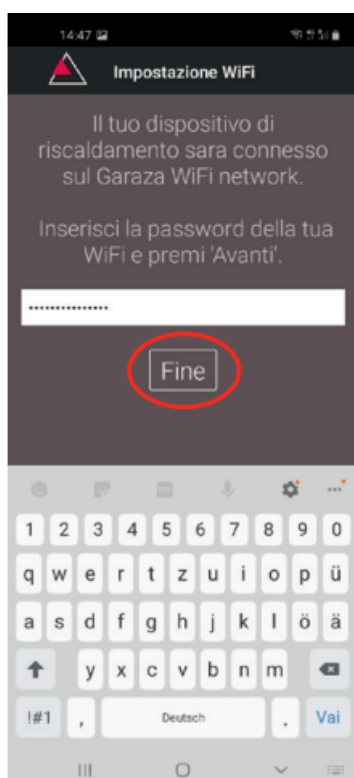 14:47
Impostazione WiFi
Il tuo dispositivo di
riscaldamento sara connesso
sul Garaza WiFi network.
Inserisci la password della tua
WiFi e premi 'Avanti'.
•••••••••••••••
Fine
1 2 3 4 5 6 7 8 9 0
q w e r t z u i o p ü
a s d f g h j k l ö ä
y x c v b n m
!#1 , Deutsch . Vai